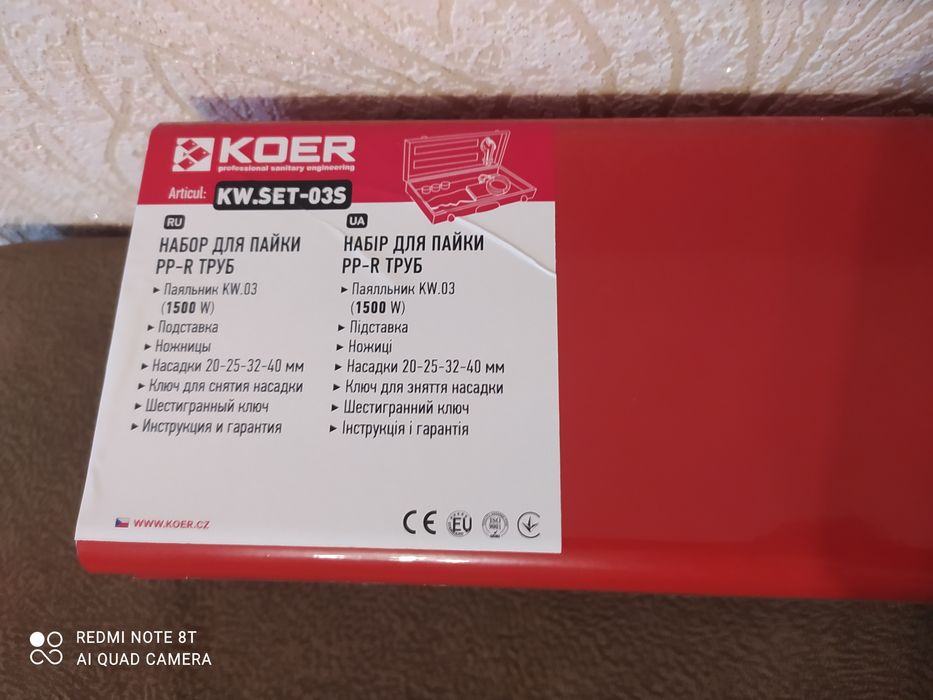 KOER
professional sanitary engineering
Articul: KW.SET-03S
RU
НАБОР ДЛЯ ПАЙКИ
PP-R ТРУБ
▸ Паяльник KW.03
(1500 W)
▸ Подставка
▸ Ножницы
▸ Насадки 20-25-32-40 мм
▸ Ключ для снятия насадки
▸ Шестигранный ключ
▸ Инструкция и гарантия
UA
НАБІР ДЛЯ ПАЙКИ
PP-R ТРУБ
▸ Паялльник KW.03
(1500 W)
▸ Підставка
▸ Ножиці
▸ Насадки 20-25-32-40 мм
▸ Ключ для зняття насадки
▸ Шестигранний ключ
▸ Інструкція і гарантія
WWW.KOER.CZ
CE
EU
ISO
REDMI NOTE 8T
AI QUAD CAMERA